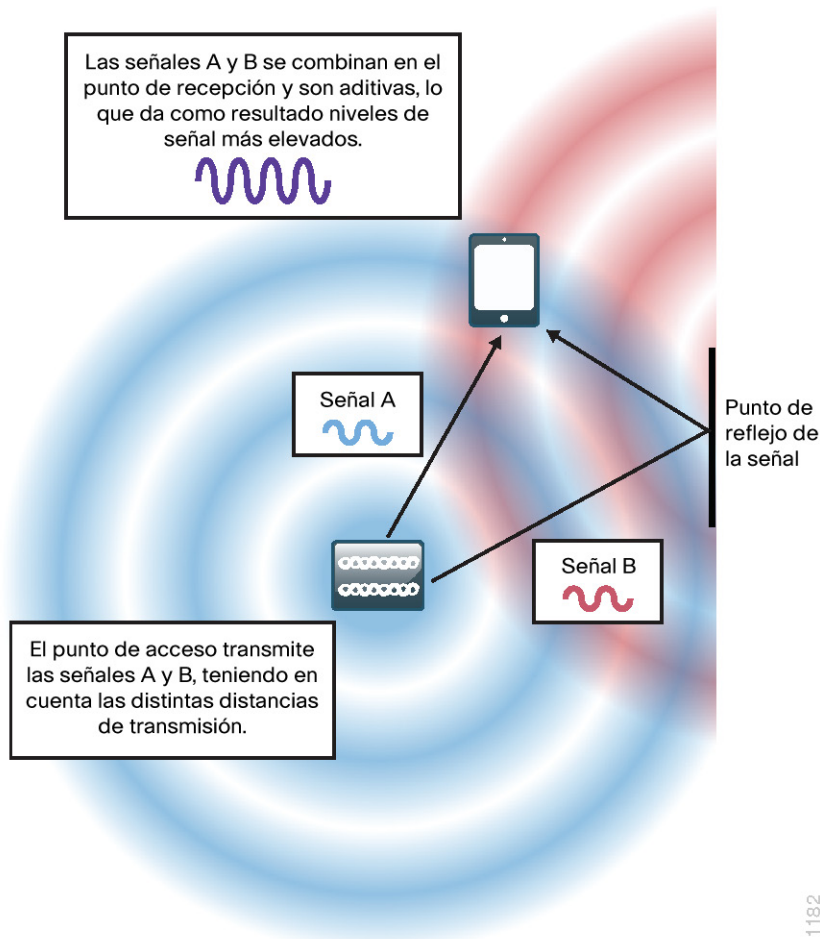 Las señales A y B se combinan en el
punto de recepción y son aditivas, lo
que da como resultado niveles de
señal más elevados.
Señal A
Punto de
reflejo de
la señal
Señal B
El punto de acceso transmite
las señales A y B, teniendo en
cuenta las distintas distancias
de transmisión.
1182